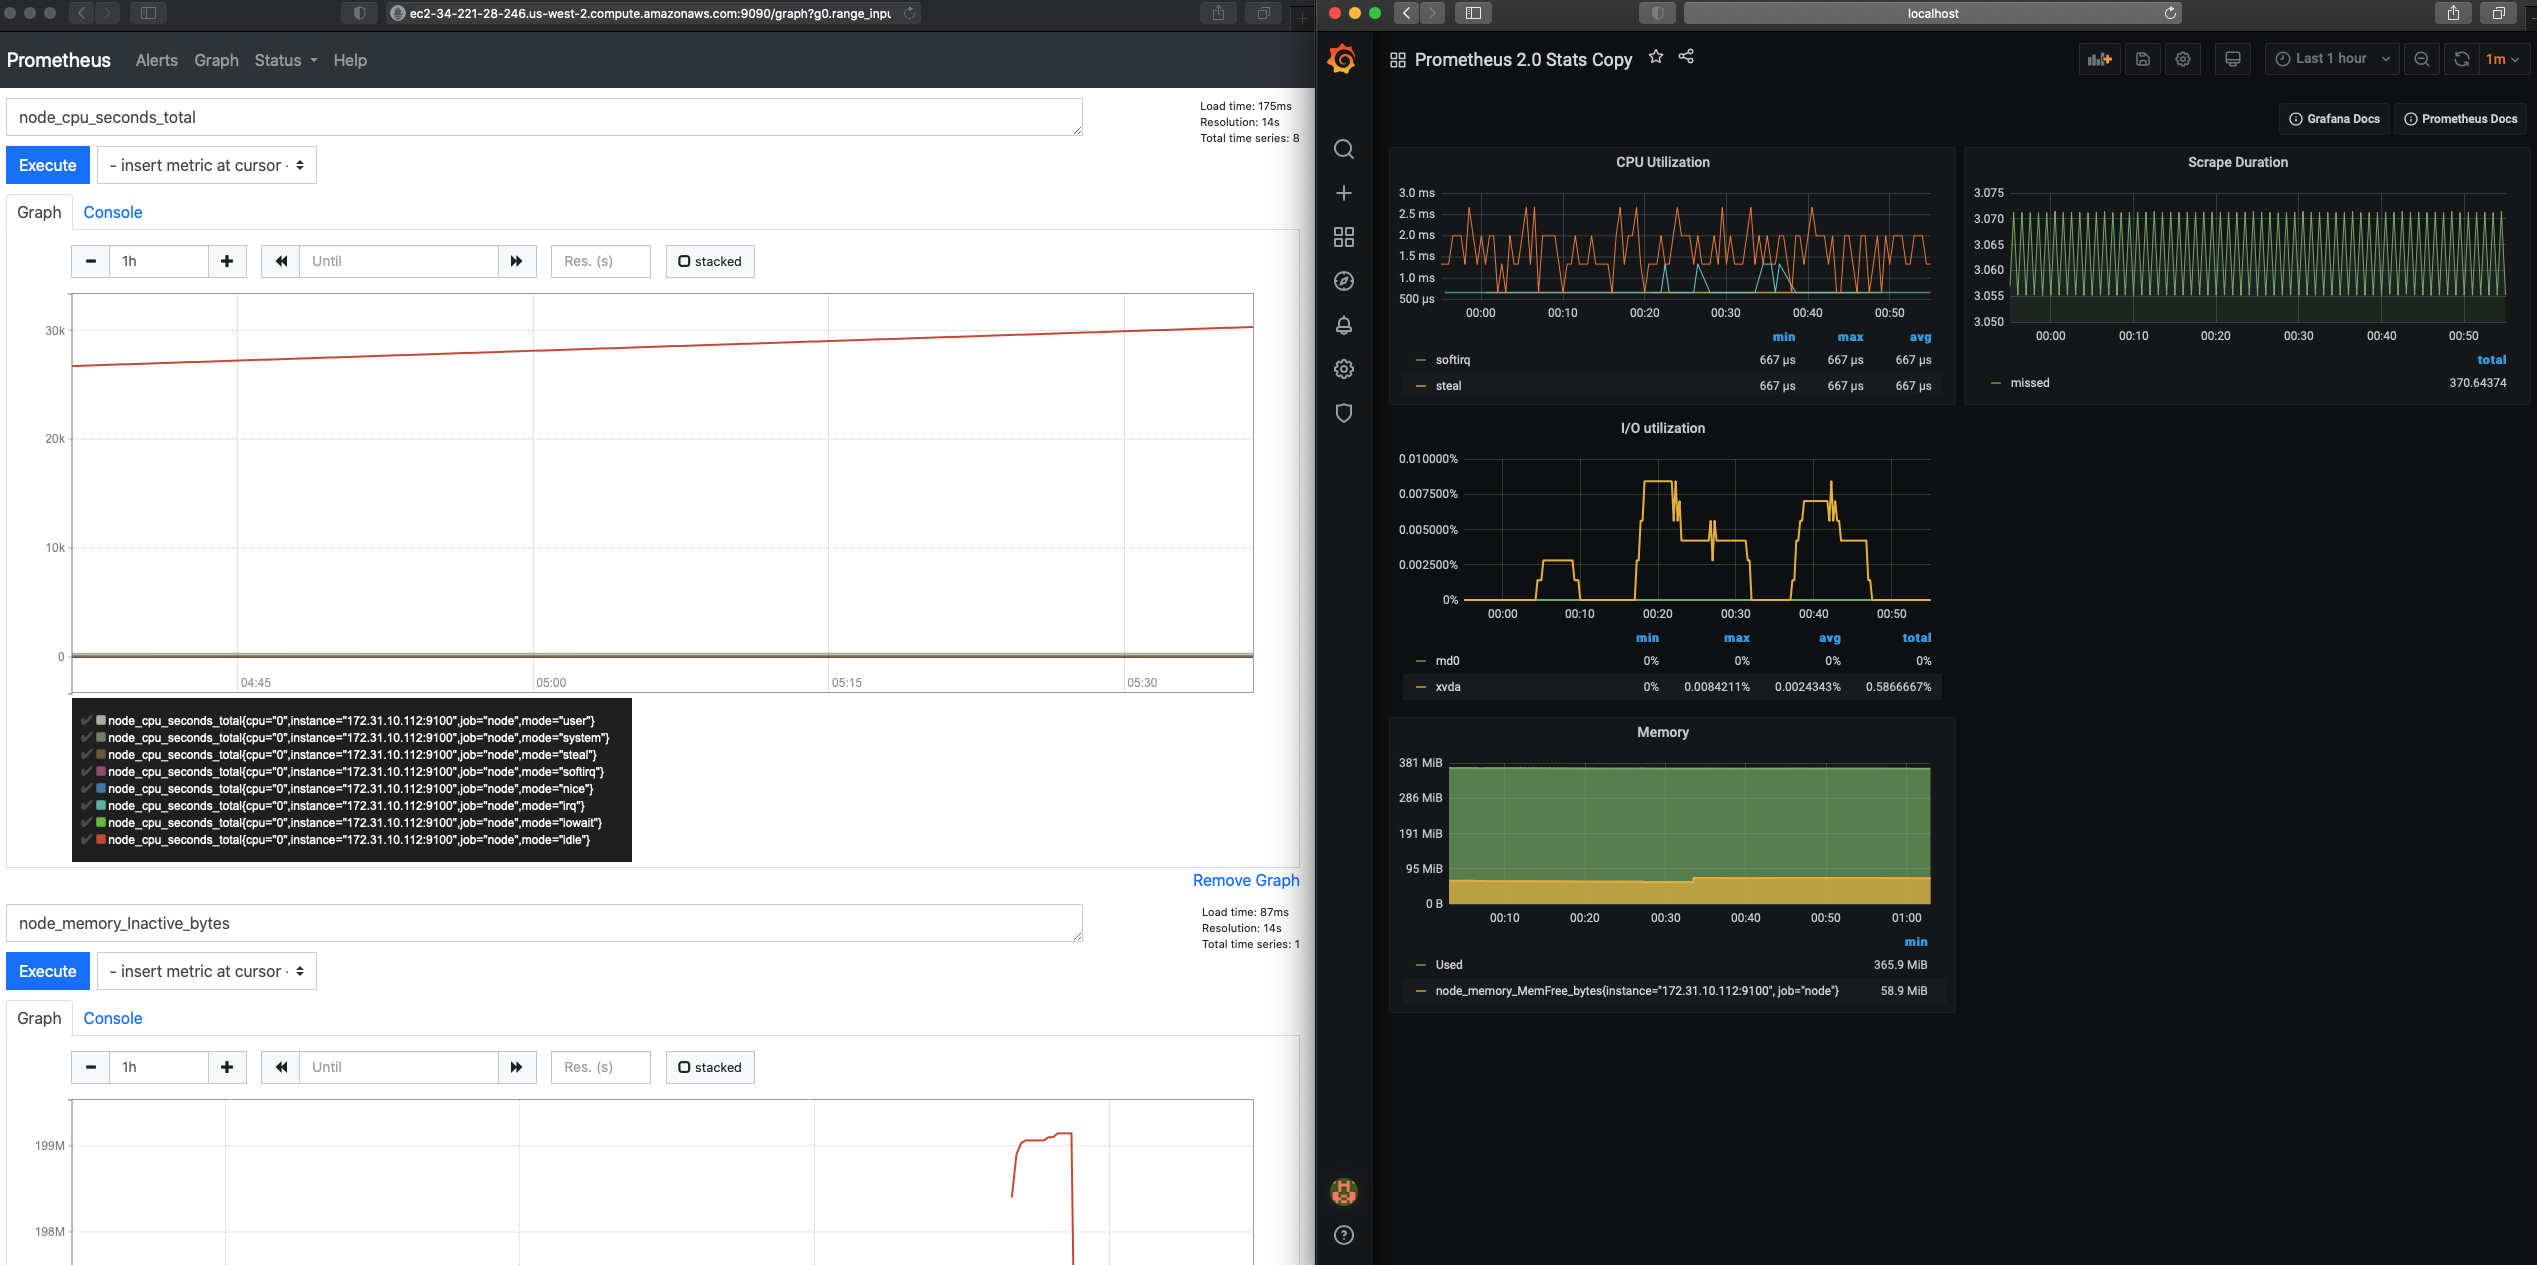 ec2-34-221-28-246.us-west-2.compute.amazonaws.com:9090/graph?g0.range_inpu
Prometheus Alerts Graph Status Help
node_cpu_seconds_total
Load time: 175ms
Resolution: 14s
Total time series: 8
Execute - insert metric at cursor -
Graph Console
1h Until Res. (s) stacked
30k
20k
10k
0
04:45 05:00 05:15 05:30
node_cpu_seconds_total{cpu="0",instance="172.31.10.112:9100",job="node",mode="user"}
node_cpu_seconds_total{cpu="0",instance="172.31.10.112:9100",job="node",mode="system"}
node_cpu_seconds_total{cpu="0",instance="172.31.10.112:9100",job="node",mode="steal"}
node_cpu_seconds_total{cpu="0",instance="172.31.10.112:9100",job="node",mode="softirq"}
node_cpu_seconds_total{cpu="0",instance="172.31.10.112:9100",job="node",mode="nice"}
node_cpu_seconds_total{cpu="0",instance="172.31.10.112:9100",job="node",mode="irq"}
node_cpu_seconds_total{cpu="0",instance="172.31.10.112:9100",job="node",mode="iowait"}
node_cpu_seconds_total{cpu="0",instance="172.31.10.112:9100",job="node",mode="idle"}
Remove Graph
node_memory_Inactive_bytes
Load time: 87ms
Resolution: 14s
Total time series: 1
Execute - insert metric at cursor -
Graph Console
1h Until Res. (s) stacked
199M
198M
localhost
Prometheus 2.0 Stats Copy Last 1 hour 1m
Grafana Docs Prometheus Docs
CPU Utilization
3.0 ms
2.5 ms
2.0 ms
1.5 ms
1.0 ms
500 µs
00:00 00:10 00:20 00:30 00:40 00:50
min max avg
softirq 667 µs 667 µs 667 µs
steal 667 µs 667 µs 667 µs
Scrape Duration
3.075
3.070
3.065
3.060
3.055
3.050
00:00 00:10 00:20 00:30 00:40 00:50
total
missed 370.64374
I/O utilization
0.010000%
0.007500%
0.005000%
0.002500%
0%
00:00 00:10 00:20 00:30 00:40 00:50
min max avg total
md0 0% 0% 0% 0%
xvda 0% 0.0084211% 0.0024343% 0.5866667%
Memory
381 MiB
286 MiB
191 MiB
95 MiB
0 B
00:10 00:20 00:30 00:40 00:50 01:00
min
Used 365.9 MiB
node_memory_MemFree_bytes{instance="172.31.10.112:9100", job="node"} 58.9 MiB